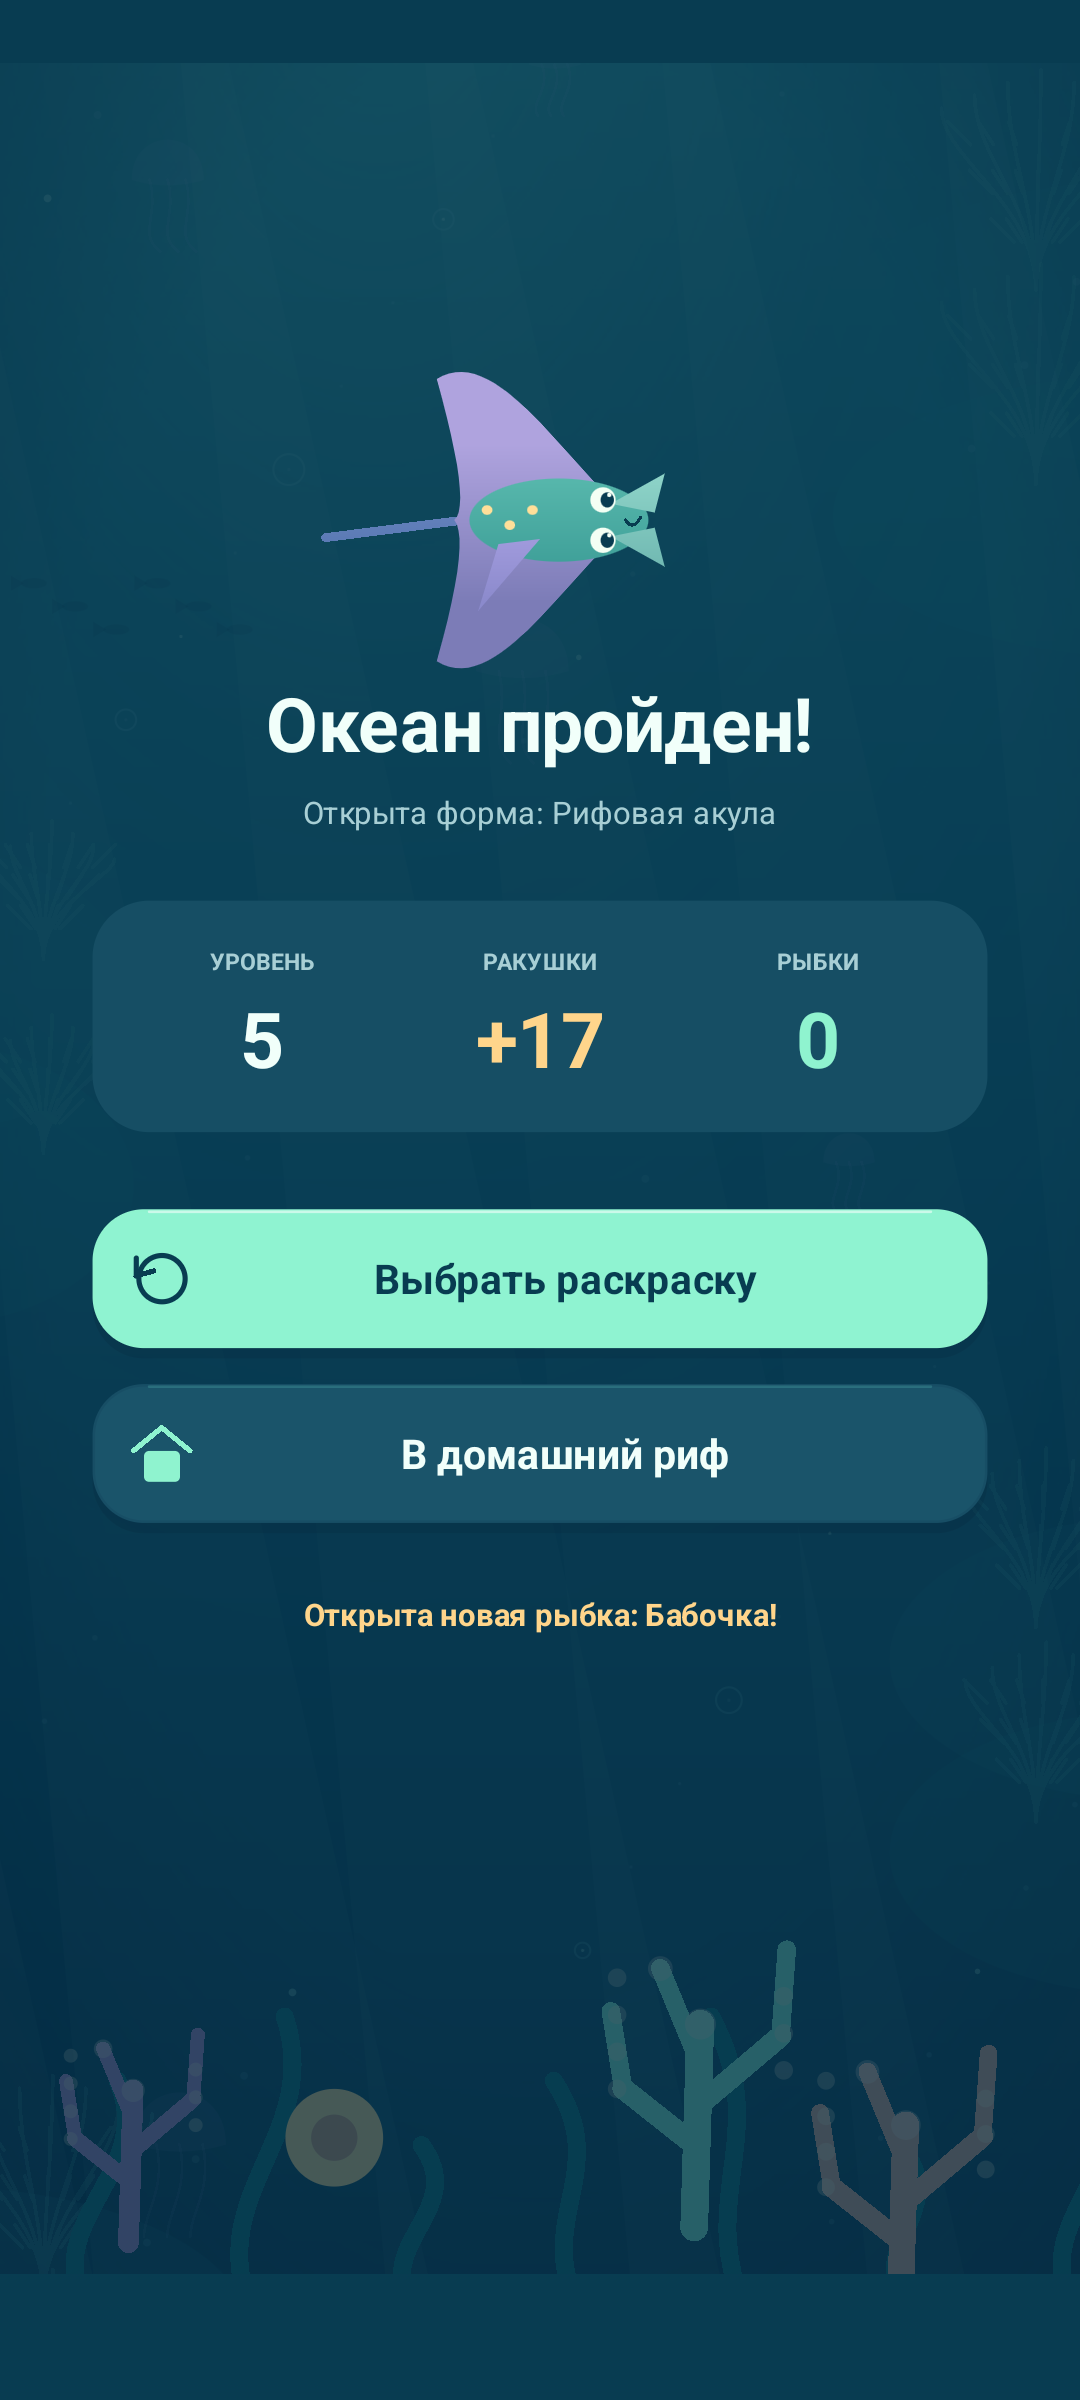 Океан пройден!
Открыта форма: Рифовая акула
УРОВЕНЬ РАКУШКИ РЫБКИ
5 +17 0
Выбрать раскраску
В домашний риф
Открыта новая рыбка: Бабочка!